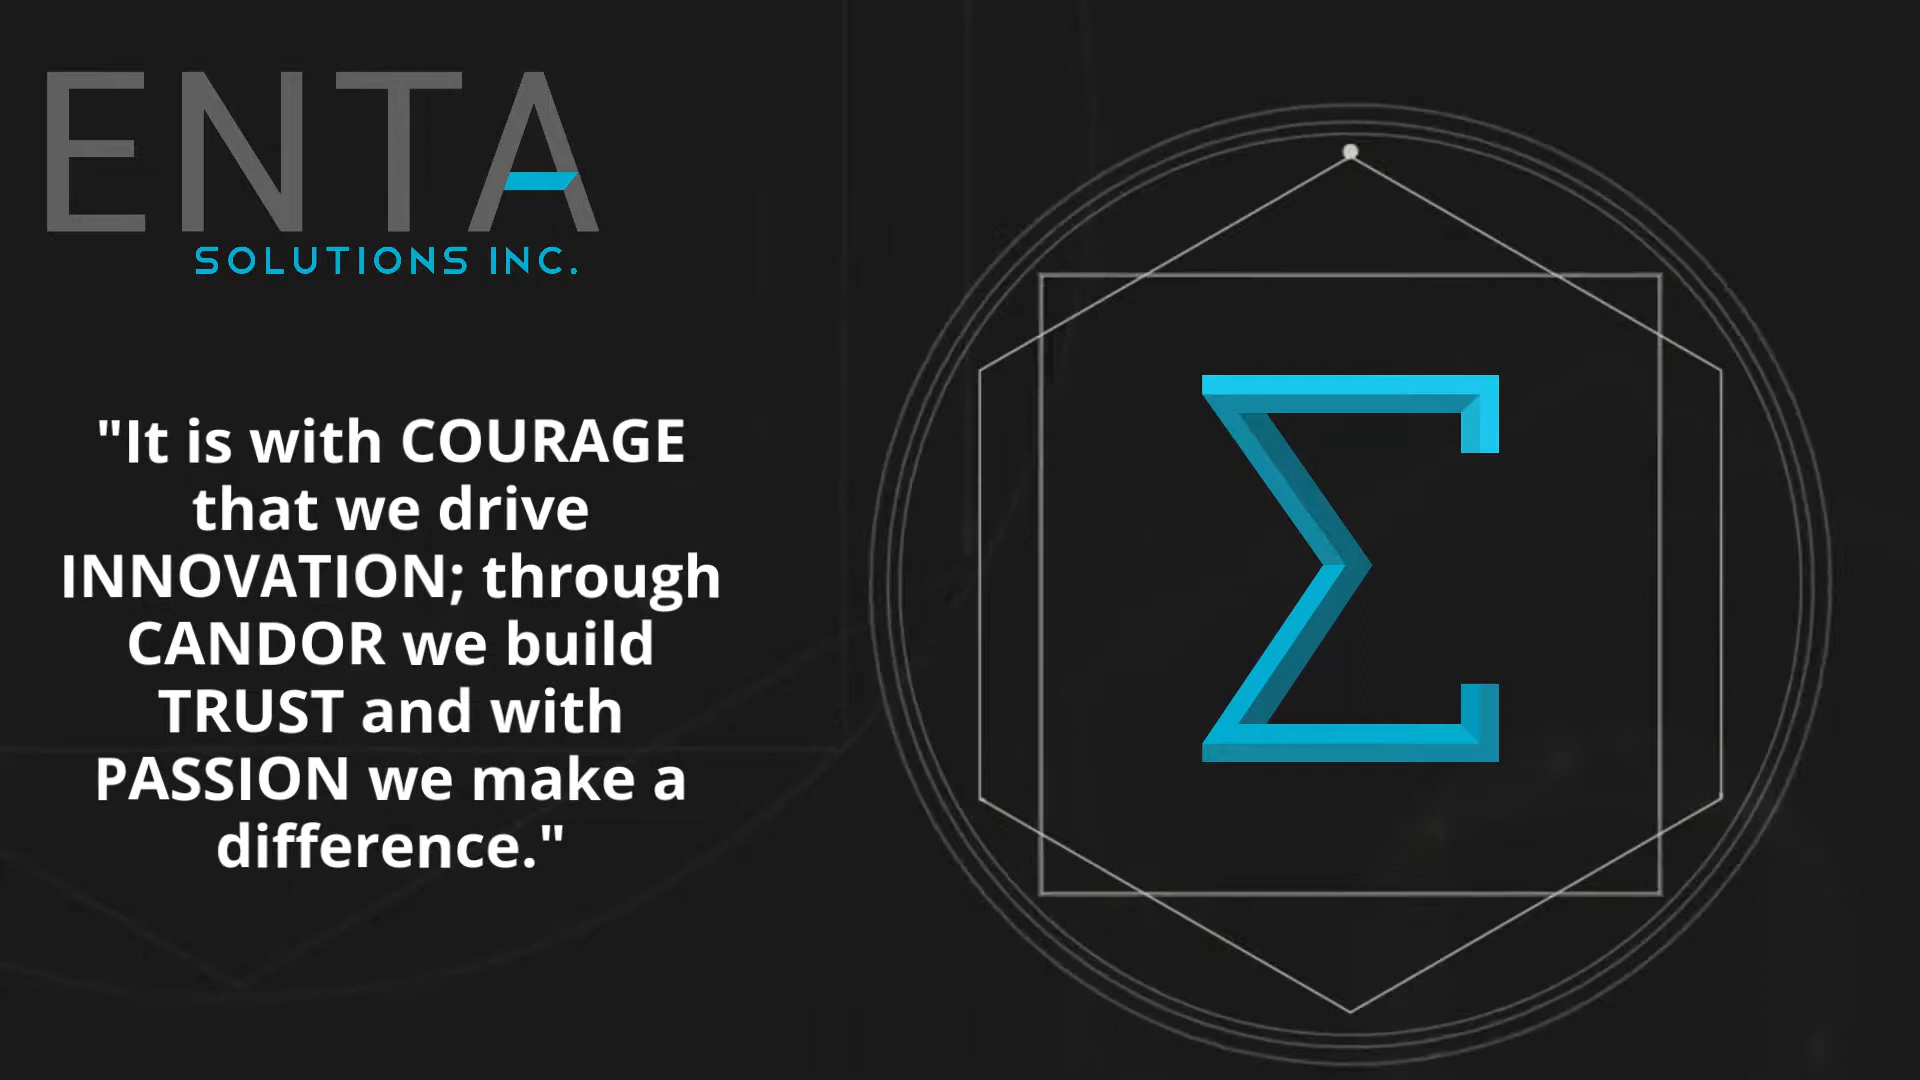 ENTA
SOLUTIONS INC.
"It is with COURAGE
that we drive
INNOVATION; through
CANDOR we build
TRUST and with
PASSION we make a
difference."
Σ